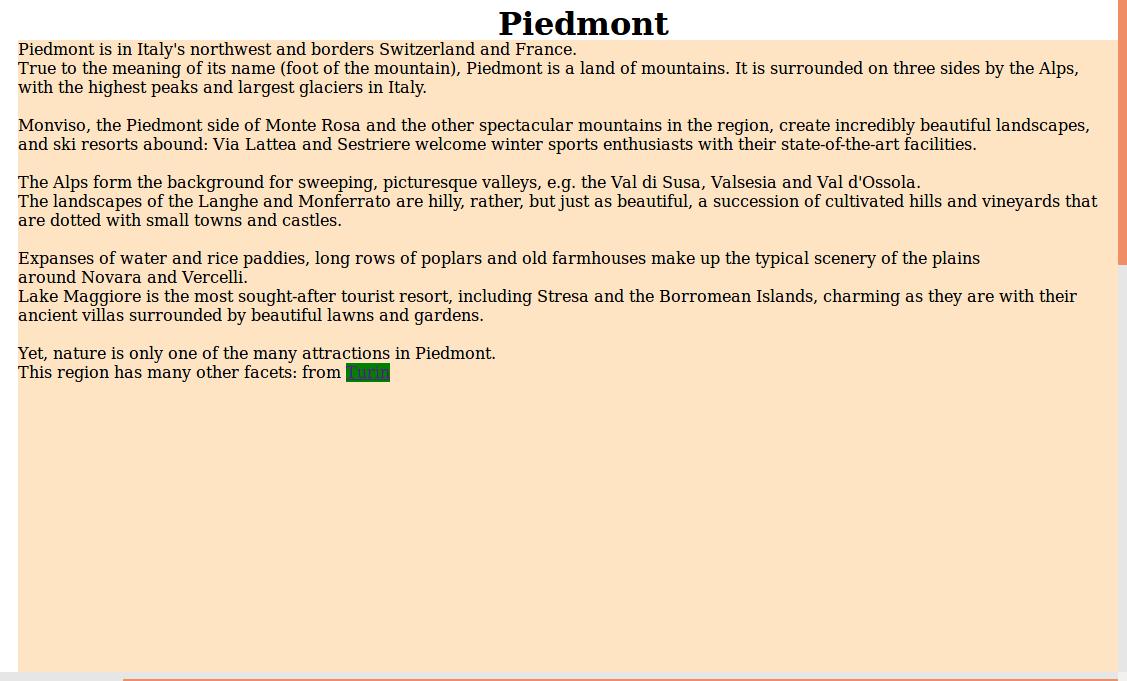 Piedmont
Piedmont is in Italy's northwest and borders Switzerland and France.
True to the meaning of its name (foot of the mountain), Piedmont is a land of mountains. It is surrounded on three sides by the Alps,
with the highest peaks and largest glaciers in Italy.
Monviso, the Piedmont side of Monte Rosa and the other spectacular mountains in the region, create incredibly beautiful landscapes,
and ski resorts abound: Via Lattea and Sestriere welcome winter sports enthusiasts with their state-of-the-art facilities.
The Alps form the background for sweeping, picturesque valleys, e.g. the Val di Susa, Valsesia and Val d'Ossola.
The landscapes of the Langhe and Monferrato are hilly, rather, but just as beautiful, a succession of cultivated hills and vineyards that
are dotted with small towns and castles.
Expanses of water and rice paddies, long rows of poplars and old farmhouses make up the typical scenery of the plains
around Novara and Vercelli.
Lake Maggiore is the most sought-after tourist resort, including Stresa and the Borromean Islands, charming as they are with their
ancient villas surrounded by beautiful lawns and gardens.
Yet, nature is only one of the many attractions in Piedmont.
This region has many other facets: from Turin